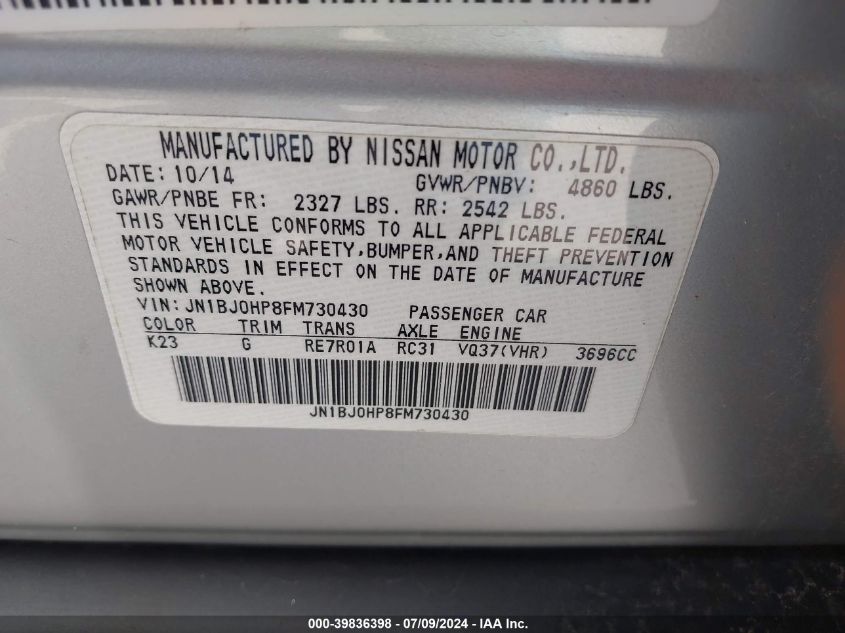 MANUFACTURED BY NISSAN MOTOR CO.,LTD.
DATE: 10/14 GVWR/PNBV: 4860 LBS.
GAWR/PNBE FR: 2327 LBS. RR: 2542 LBS.
THIS VEHICLE CONFORMS TO ALL APPLICABLE FEDERAL
MOTOR VEHICLE SAFETY,BUMPER,AND THEFT PREVENTION
STANDARDS IN EFFECT ON THE DATE OF MANUFACTURE
SHOWN ABOVE.
VIN: JN1BJ0HP8FM730430 PASSENGER CAR
COLOR TRIM TRANS AXLE ENGINE
K23 G RE7R01A RC31 VQ37(VHR) 3696CC
JN1BJ0HP8FM730430
000-39836398 - 07/09/2024 - IAA Inc.